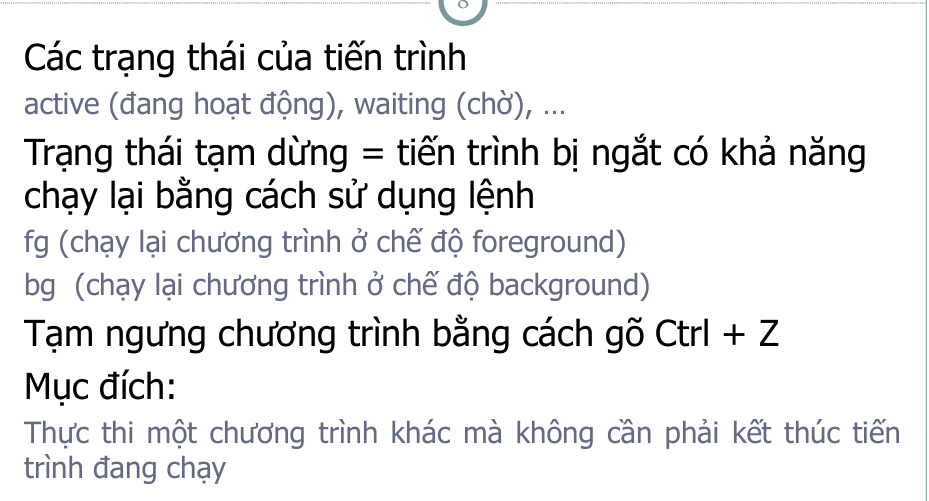 8
Các trạng thái của tiến trình
active (đang hoạt động), waiting (chờ), ...
Trạng thái tạm dừng = tiến trình bị ngắt có khả năng
chạy lại bằng cách sử dụng lệnh
fg (chạy lại chương trình ở chế độ foreground)
bg  (chạy lại chương trình ở chế độ background)
Tạm ngưng chương trình bằng cách gõ Ctrl + Z
Mục đích:
Thực thi một chương trình khác mà không cần phải kết thúc tiến
trình đang chạy